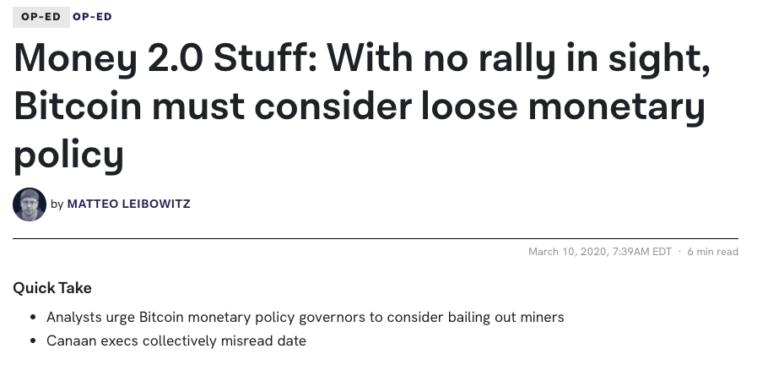 OP-ED OP-ED
Money 2.0 Stuff: With no rally in sight,
Bitcoin must consider loose monetary
policy
by MATTEO LEIBOWITZ
March 10, 2020, 7:39AM EDT · 6 min read
Quick Take
• Analysts urge Bitcoin monetary policy governors to consider bailing out miners
• Canaan execs collectively misread date